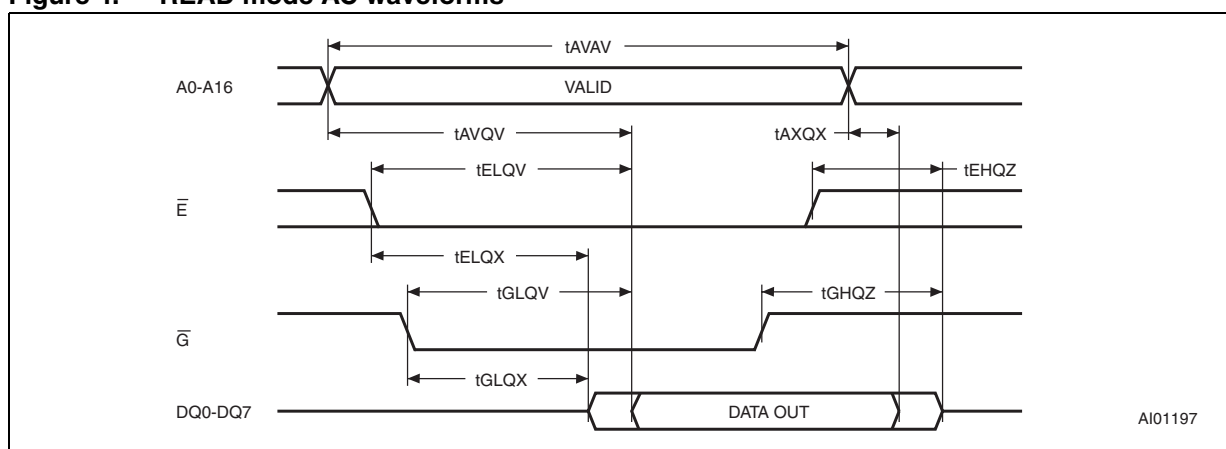 Figure 4. READ mode AC waveforms
tAVAV
A0-A16
VALID
tAVQV
tAXQX
tELQV
tEHQZ
E̅
tELQX
tGLQV
tGHQZ
G̅
tGLQX
DQ0-DQ7
DATA OUT
AI01197